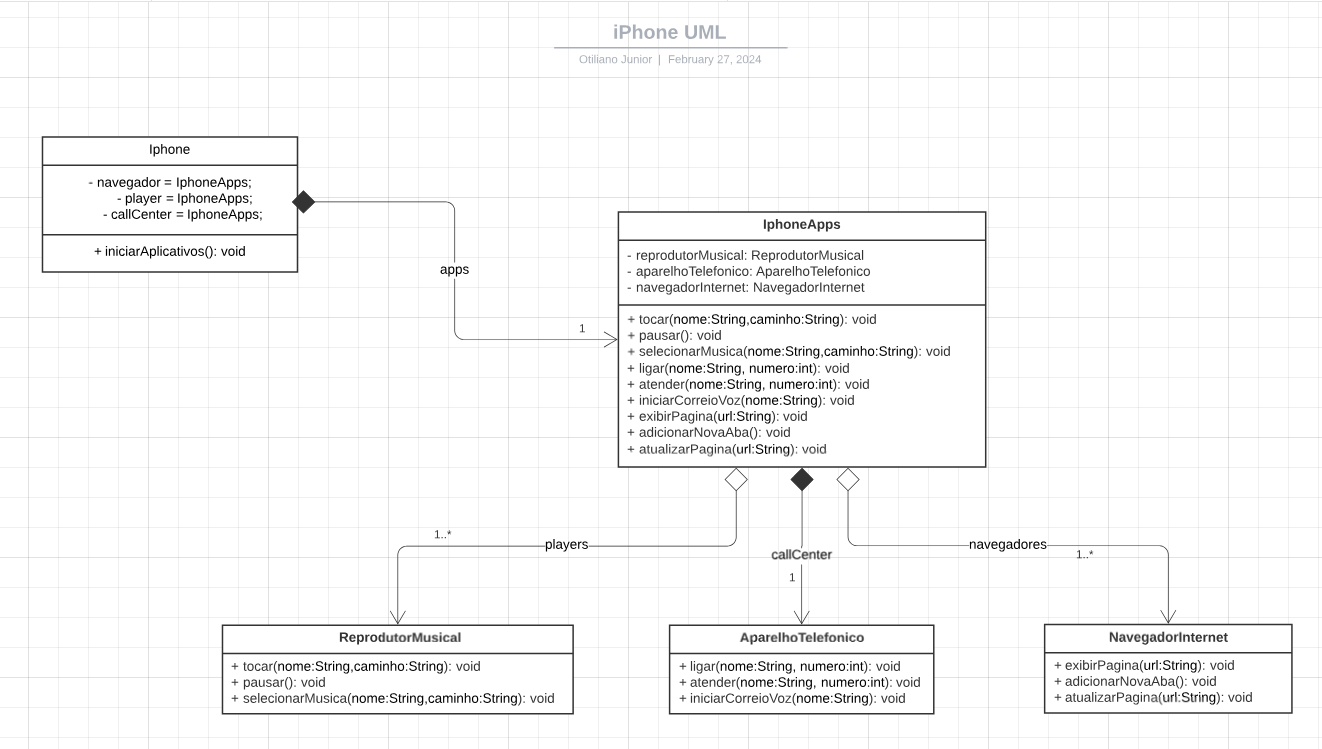 iPhone UML
Otiliano Junior | February 27, 2024
Iphone
- navegador = IphoneApps;
- player = IphoneApps;
- callCenter = IphoneApps;
+ iniciarAplicativos(): void
apps
1
IphoneApps
- reprodutorMusical: ReprodutorMusical
- aparelhoTelefonico: AparelhoTelefonico
- navegadorInternet: NavegadorInternet
+ tocar(nome:String,caminho:String): void
+ pausar(): void
+ selecionarMusica(nome:String,caminho:String): void
+ ligar(nome:String, numero:int): void
+ atender(nome:String, numero:int): void
+ iniciarCorreioVoz(nome:String): void
+ exibirPagina(url:String): void
+ adicionarNovaAba(): void
+ atualizarPagina(url:String): void
1..*
players
callCenter
1
navegadores
1..*
ReprodutorMusical
+ tocar(nome:String,caminho:String): void
+ pausar(): void
+ selecionarMusica(nome:String,caminho:String): void
AparelhoTelefonico
+ ligar(nome:String, numero:int): void
+ atender(nome:String, numero:int): void
+ iniciarCorreioVoz(nome:String): void
NavegadorInternet
+ exibirPagina(url:String): void
+ adicionarNovaAba(): void
+ atualizarPagina(url:String): void